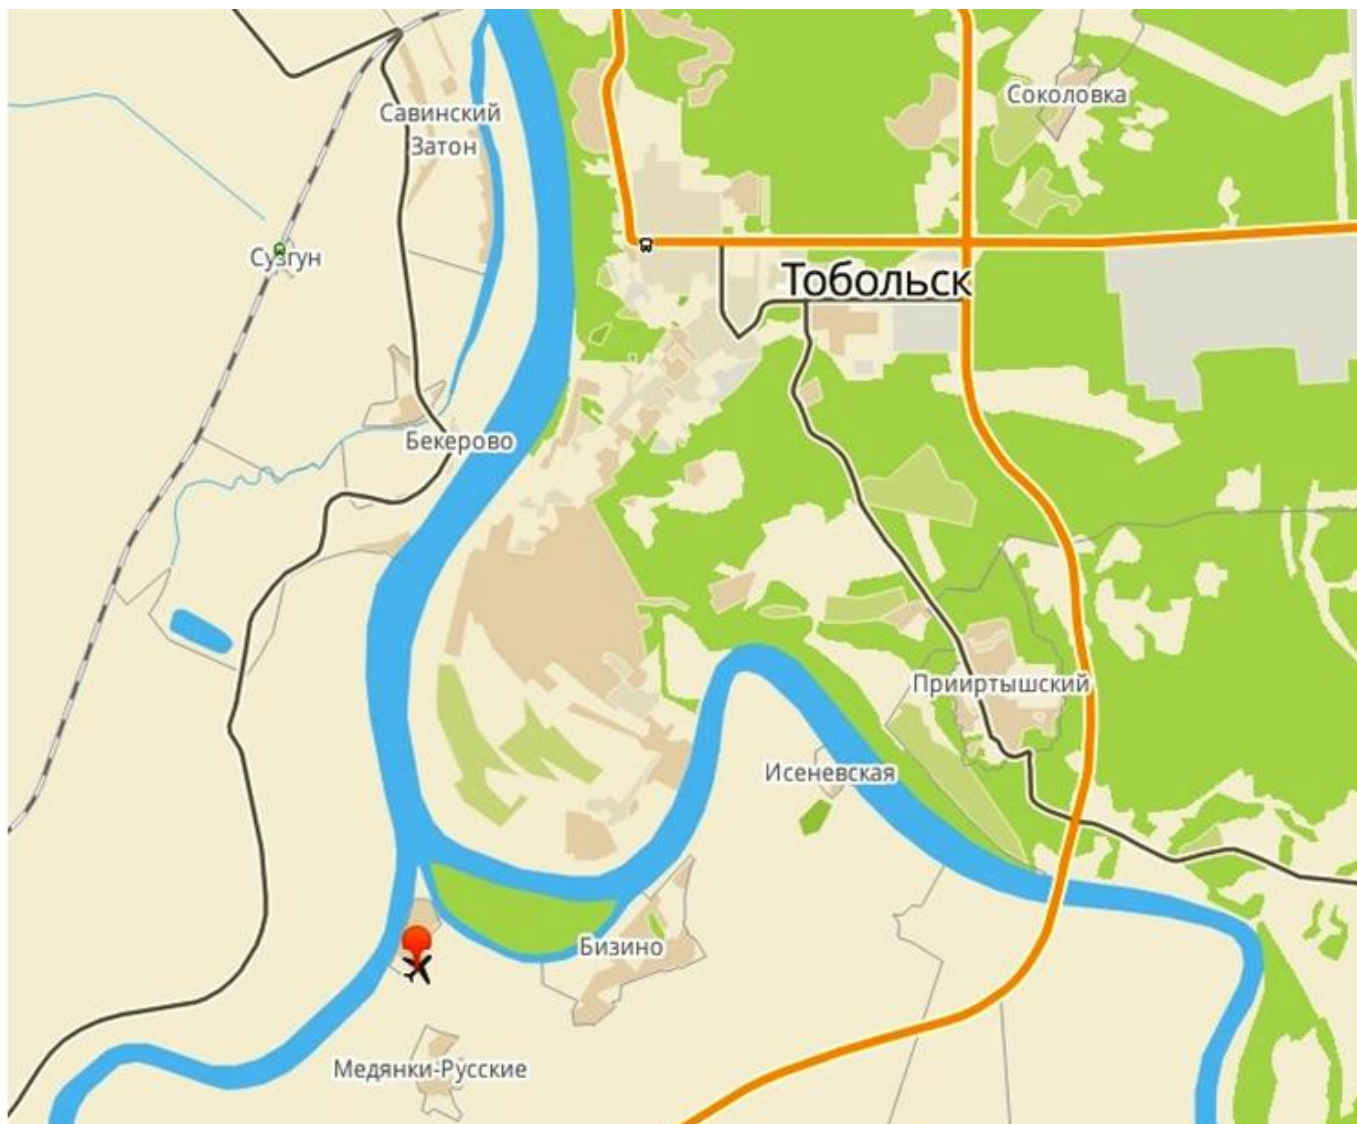 Соколовка
Савинский
Затон
Сузгун
Тобольск
Бекерово
Прииртышский
Исеневская
Бизино
Медянки-Русские